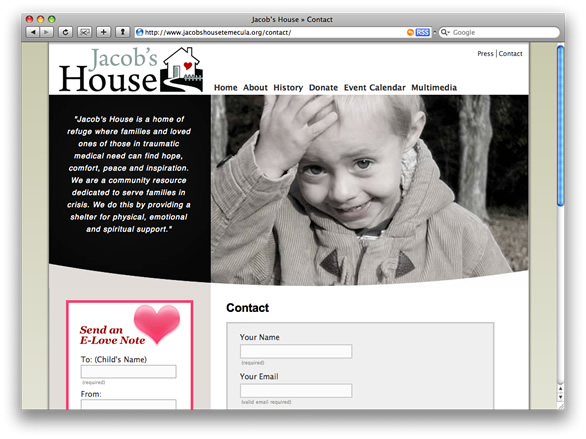 Jacob's House » Contact
http://www.jacobshousetemecula.org/contact/
RSS
Google
Jacob's
House
Press | Contact
Home About History Donate Event Calendar Multimedia
"Jacob's House is a home of
refuge where families and loved
ones of those in traumatic
medical need can find hope,
comfort, peace and inspiration.
We are a community resource
dedicated to serve families in
crisis. We do this by providing a
shelter for physical, emotional
and spiritual support."
Send an
E-Love Note
To: (Child's Name)
(required)
From:
Contact
Your Name
(required)
Your Email
(valid email required)